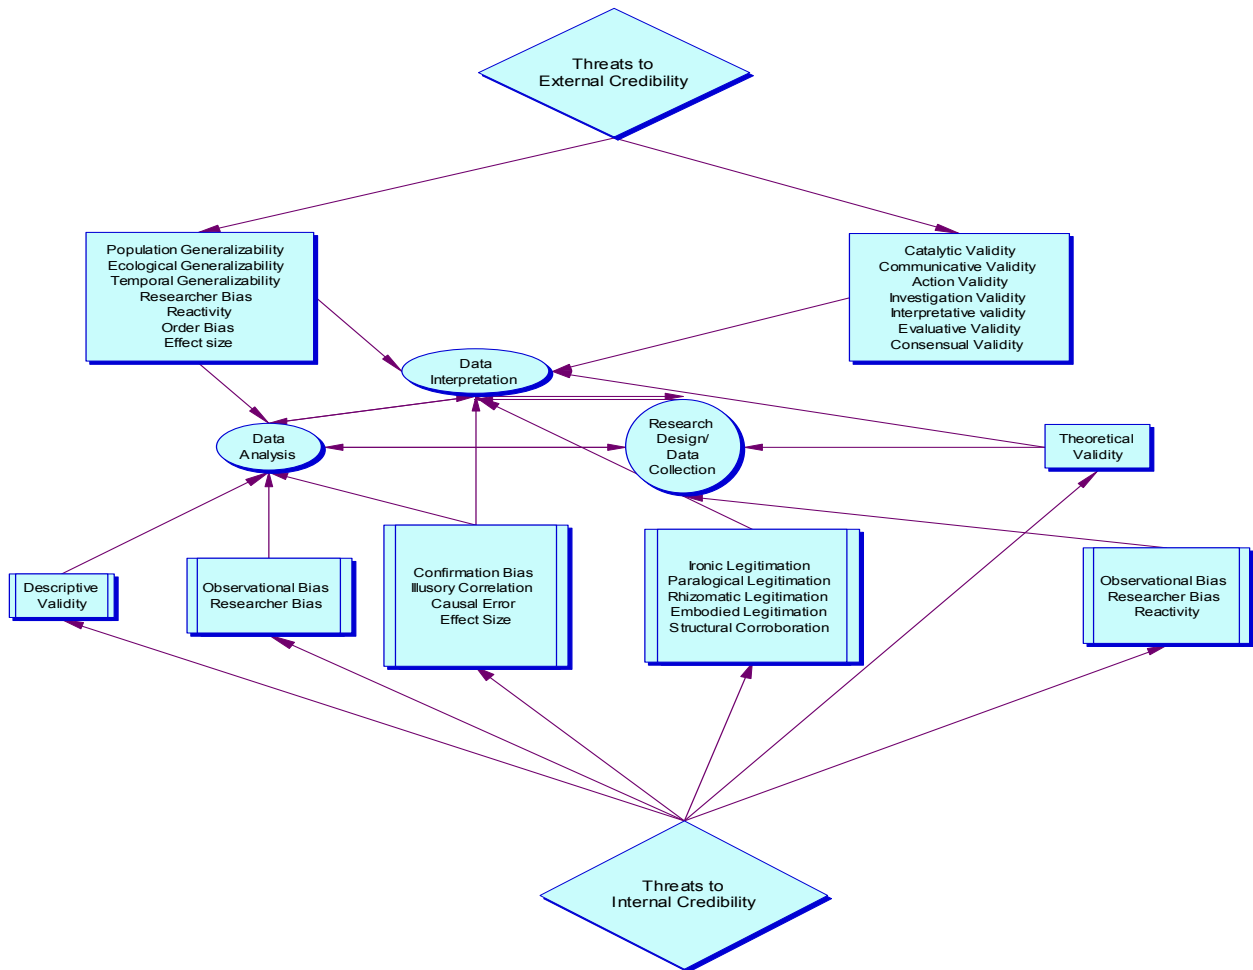 Threats to
External Credibility
Population Generalizability
Ecological Generalizability
Temporal Generalizability
Researcher Bias
Reactivity
Order Bias
Effect size
Catalytic Validity
Communicative Validity
Action Validity
Investigation Validity
Interpretative validity
Evaluative Validity
Consensual Validity
Data
Interpretation
Data
Analysis
Research
Design/
Data
Collection
Theoretical
Validity
Descriptive
Validity
Observational Bias
Researcher Bias
Confirmation Bias
Illusory Correlation
Causal Error
Effect Size
Ironic Legitimation
Paralogical Legitimation
Rhizomatic Legitimation
Embodied Legitimation
Structural Corroboration
Observational Bias
Researcher Bias
Reactivity
Threats to
Internal Credibility